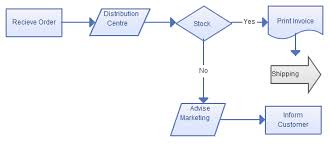 Recieve Order
Distribution
Centre
Stock
Yes
Print Invoice
Shipping
No
Advise
Marketing
Inform
Customer